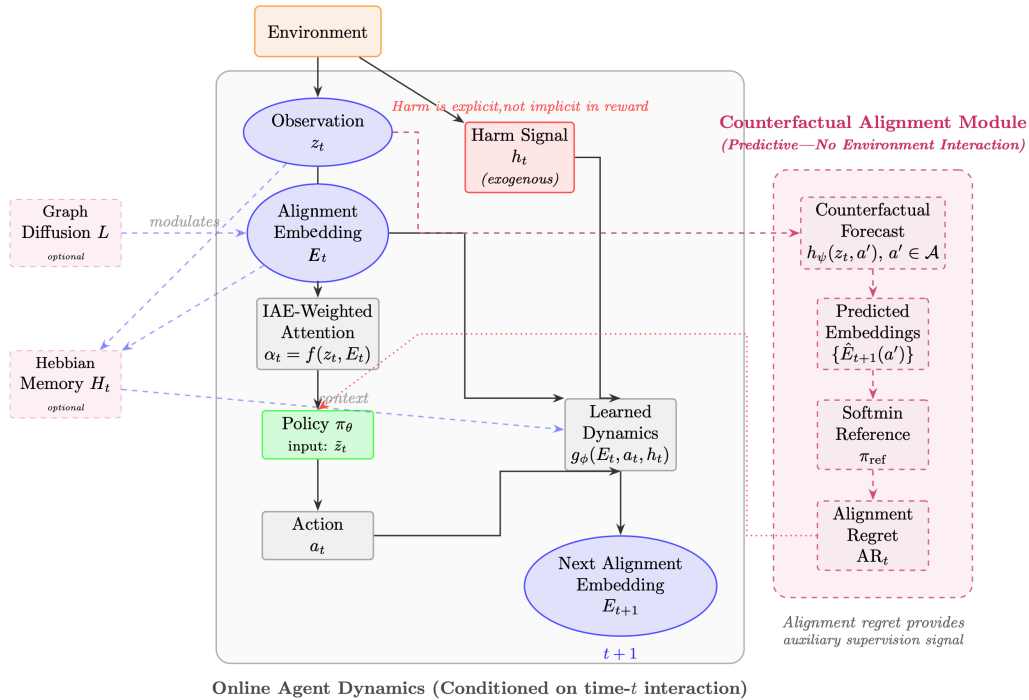 Environment
Harm is explicit,not implicit in reward
Observation
z_t
Harm Signal
h_t
(exogenous)
Counterfactual Alignment Module
(Predictive—No Environment Interaction)
Graph
Diffusion L
optional
modulates
Alignment
Embedding
E_t
Counterfactual
Forecast
h_ψ(z_t, a′), a′ ∈ 𝒜
IAE-Weighted
Attention
α_t = f(z_t, E_t)
Predicted
Embeddings
{Ê_{t+1}(a′)}
Hebbian
Memory H_t
optional
context
Policy π_θ
input: z̃_t
Learned
Dynamics
g_ϕ(E_t, a_t, h_t)
Softmin
Reference
π_ref
Action
a_t
Alignment
Regret
AR_t
Next Alignment
Embedding
E_{t+1}
t + 1
Alignment regret provides
auxiliary supervision signal
Online Agent Dynamics (Conditioned on time-t interaction)